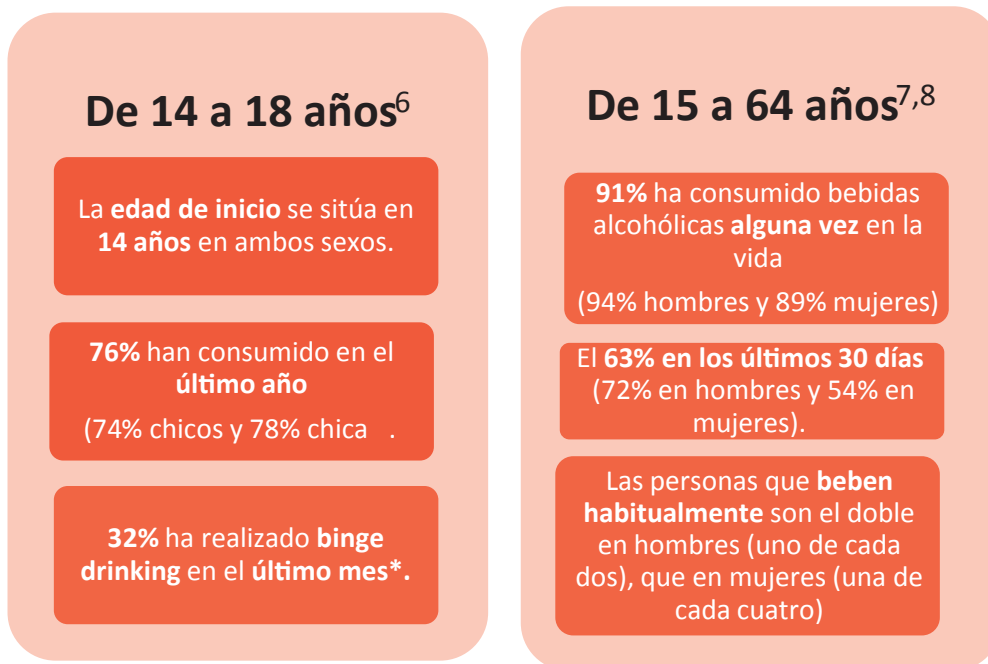 De 14 a 18 años6
La edad de inicio se sitúa en
14 años en ambos sexos.
76% han consumido en el
último año
(74% chicos y 78% chica .
32% ha realizado binge
drinking en el último mes*.
De 15 a 64 años7,8
91% ha consumido bebidas
alcohólicas alguna vez en la
vida
(94% hombres y 89% mujeres)
El 63% en los últimos 30 días
(72% en hombres y 54% en
mujeres).
Las personas que beben
habitualmente son el doble
en hombres (uno de cada
dos), que en mujeres (una de
cada cuatro)